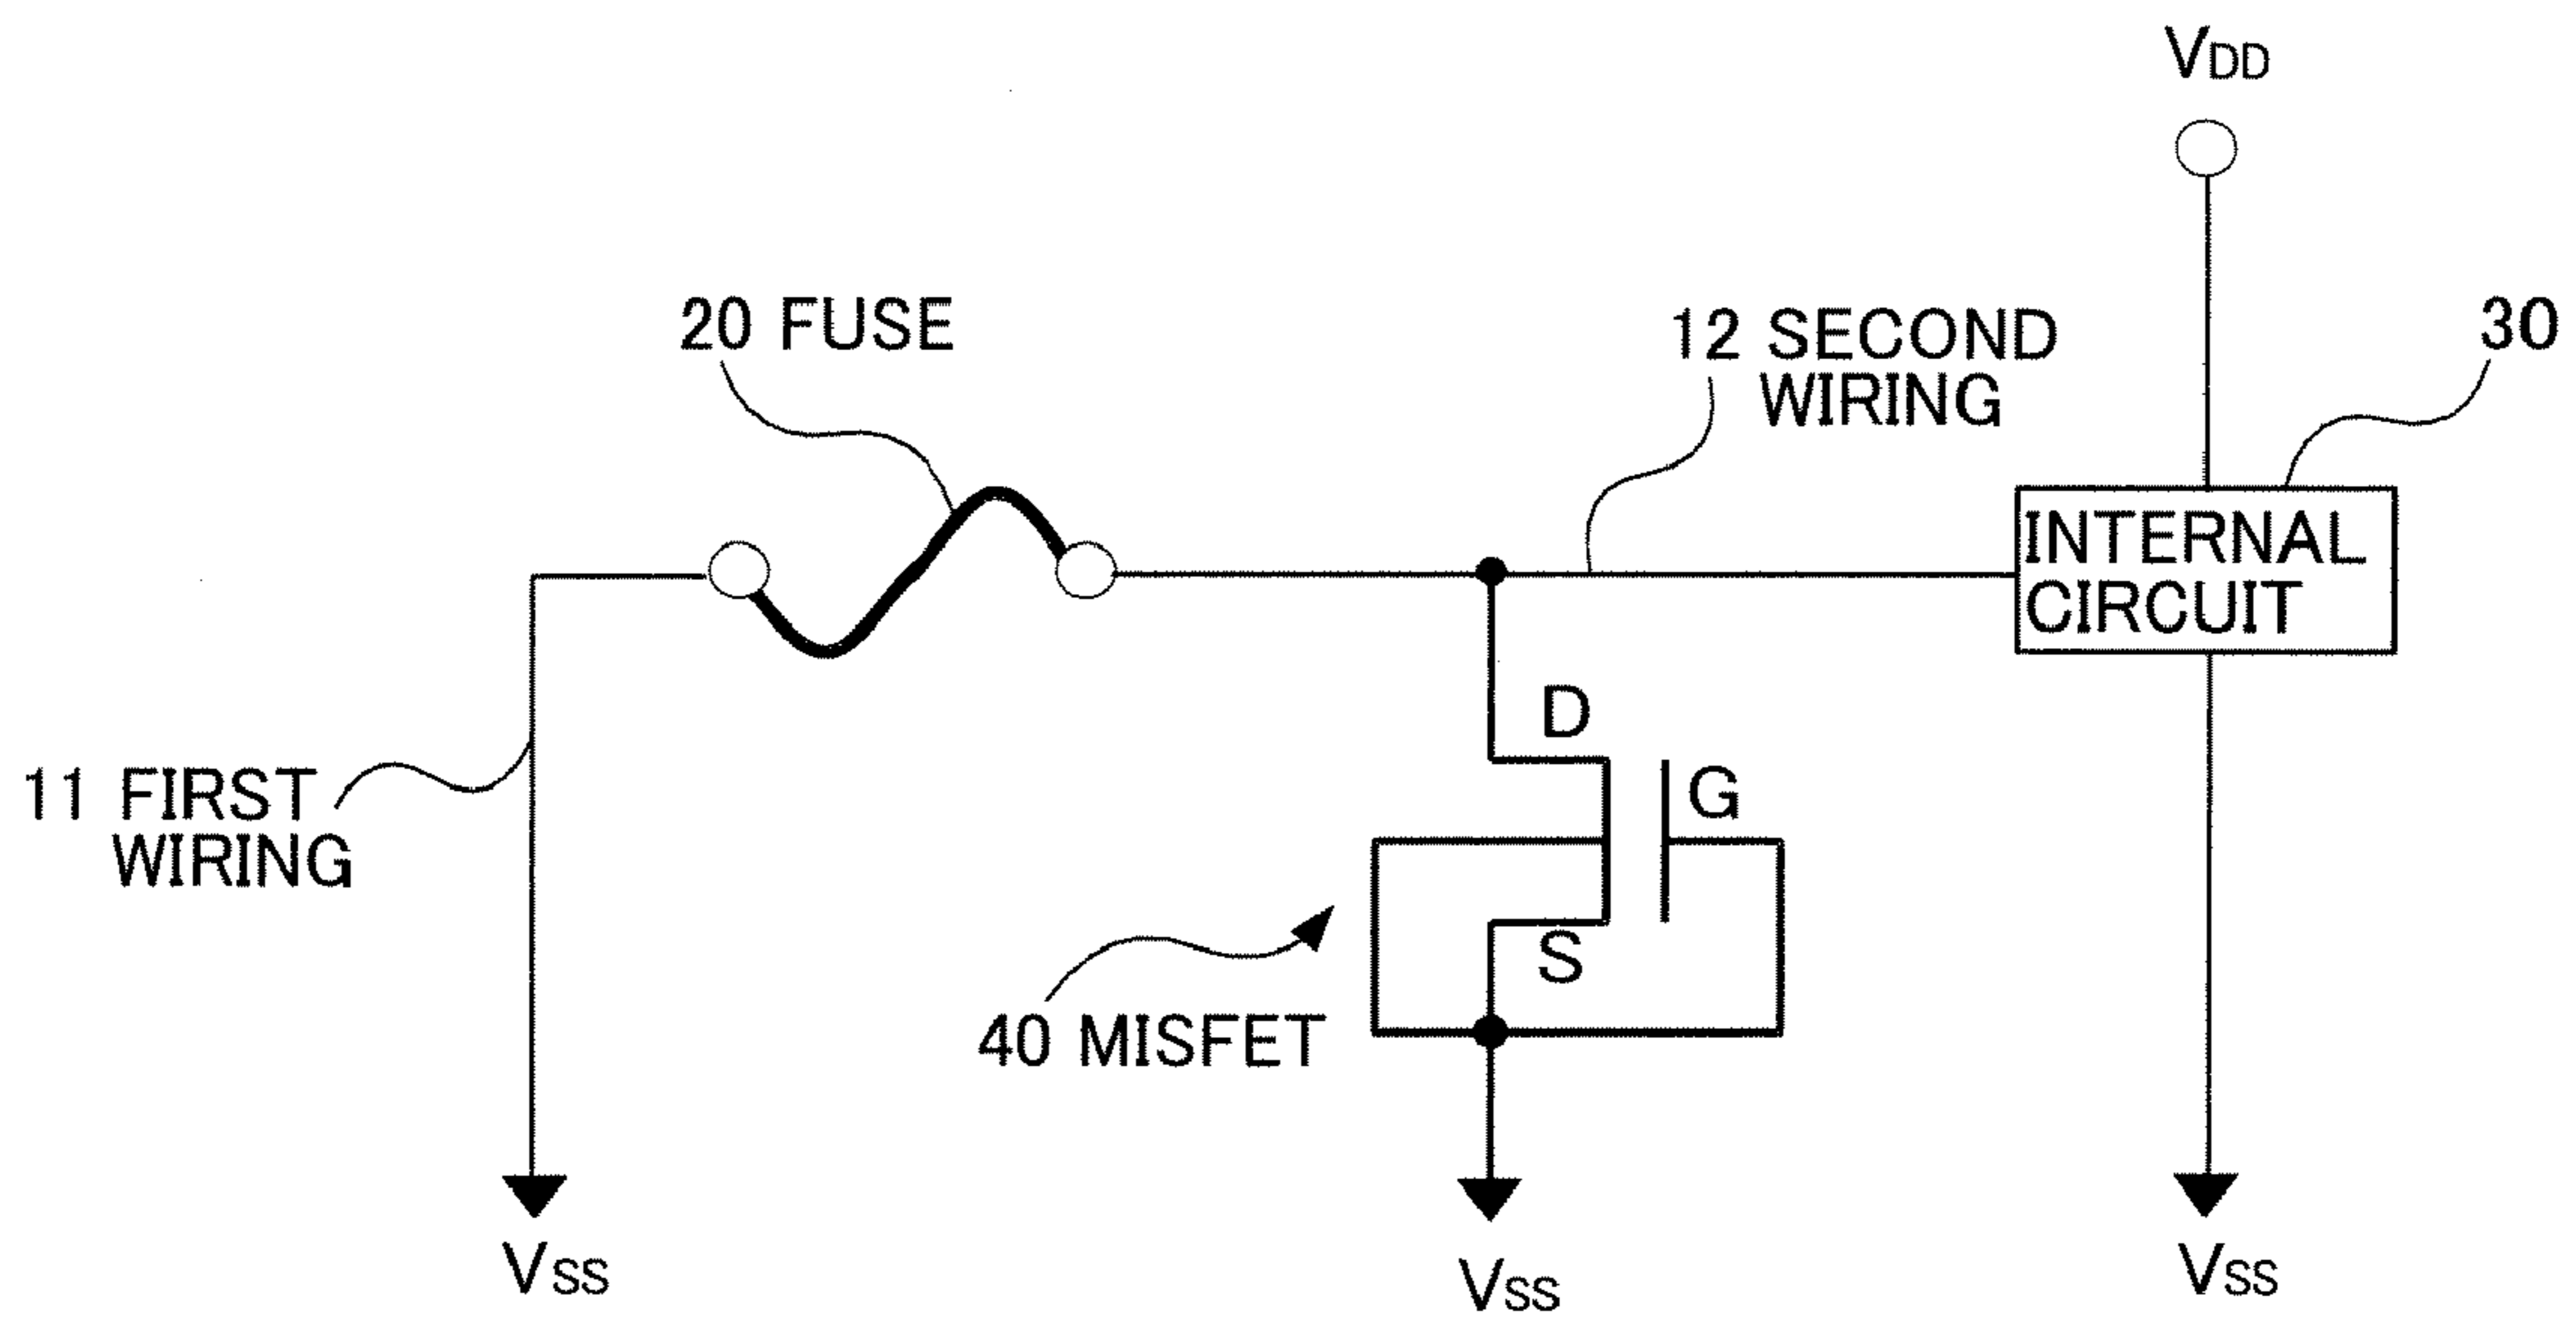 VDD
20 FUSE
12 SECOND
WIRING
30
INTERNAL
CIRCUIT
D
G
11 FIRST
WIRING
S
40 MISFET
VSS
VSS
VSS